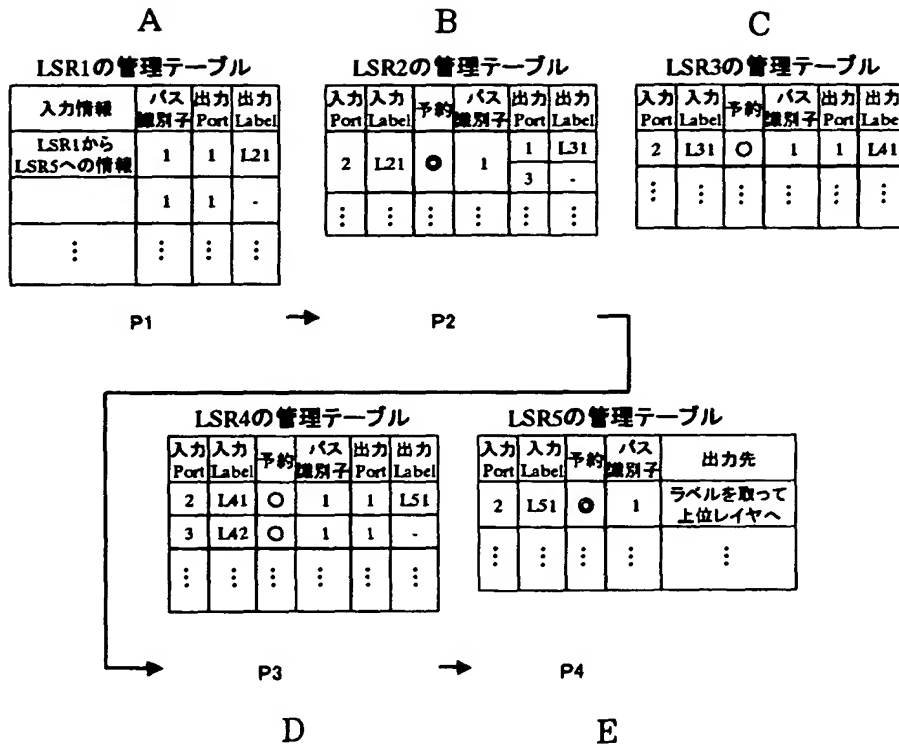 A B C
LSR1の管理テーブル
入力情報 パス識別子 出力Port 出力Label
LSR1からLSR5への情報 1 1 L21
1 1 -
⋮ ⋮ ⋮ ⋮
LSR2の管理テーブル
入力Port 入力Label 予約 パス識別子 出力Port 出力Label
2 L21 ◎ 1 1 L31
3 -
⋮ ⋮ ⋮ ⋮ ⋮ ⋮
LSR3の管理テーブル
入力Port 入力Label 予約 パス識別子 出力Port 出力Label
2 L31 ○ 1 1 L41
⋮ ⋮ ⋮ ⋮ ⋮ ⋮
P1 → P2
LSR4の管理テーブル
入力Port 入力Label 予約 パス識別子 出力Port 出力Label
2 L41 ○ 1 1 L51
3 L42 ○ 1 1 -
⋮ ⋮ ⋮ ⋮ ⋮ ⋮
LSR5の管理テーブル
入力Port 入力Label 予約 パス識別子 出力先
2 L51 ◎ 1 ラベルを取って上位レイヤへ
⋮ ⋮ ⋮ ⋮ ⋮
P3 → P4
D E